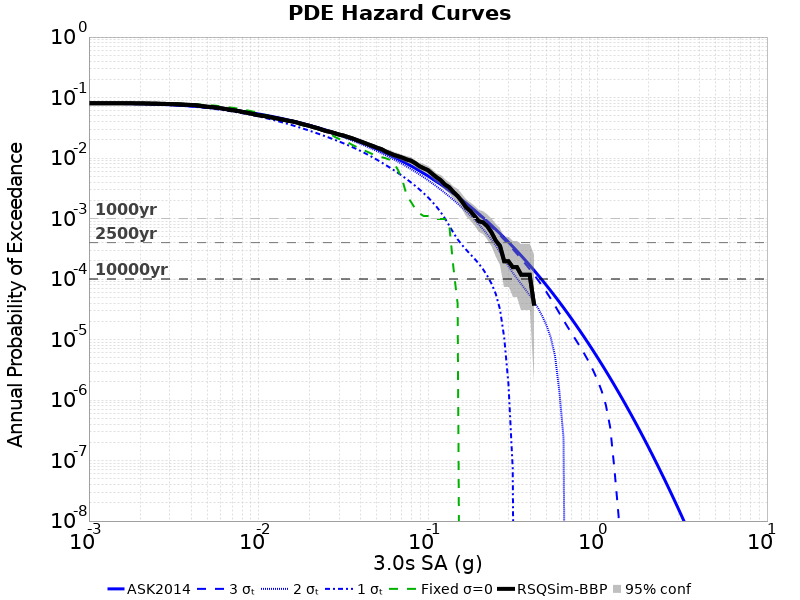 PDE Hazard Curves
10^0
10^-1
10^-2
10^-3
10^-4
10^-5
10^-6
10^-7
10^-8
Annual Probability of Exceedance
1000yr
2500yr
10000yr
10^-3 10^-2 10^-1 10^0 10^1
3.0s SA (g)
ASK2014 3 σₜ 2 σₜ 1 σₜ Fixed σ=0 RSQSim-BBP 95% conf